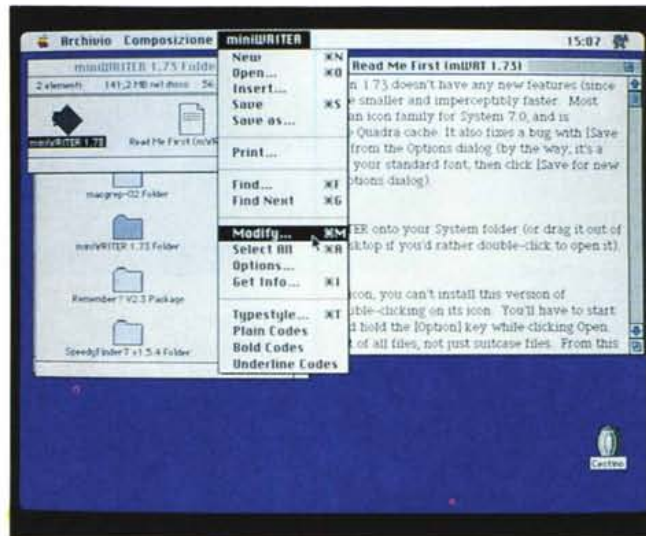 Archivio Composizione miniWRITER 15:07
miniWRITER 1.73 Folde
2 elementi 141,2 MB nel disco 56
miniWRITER 1.73
Read Me First (mWR
macgrep-02 Folder
miniWRITER 1.73 Folder
Remember? V2.3 Package
SpeedyFinder7 v1.5.4 Folder
New ⌘N
Open... ⌘O
Insert...
Save ⌘S
Save as...
Print...
Find... ⌘F
Find Next ⌘G
Modify... ⌘M
Select All ⌘A
Options...
Get Info... ⌘I
Typestyle... ⌘T
Plain Codes
Bold Codes
Underline Codes
Read Me First (mWRT 1.73)
n 1.73 doesn't have any new features (since
e smaller and imperceptibly faster. Most
an icon family for System 7.0, and is
e Quadra cache. It also fixes a bug with [Save
from the Options dialog (by the way, it's a
your standard font, then click [Save for new
ptions dialog).
TER onto your System folder (or drag it out of
sktop if you'd rather double-click to open it).
icon, you can't install this version of
uble-clicking on its icon. You'll have to start
d hold the [Option] key while clicking Open.
t of all files, not just suitcase files. From this
Cestino